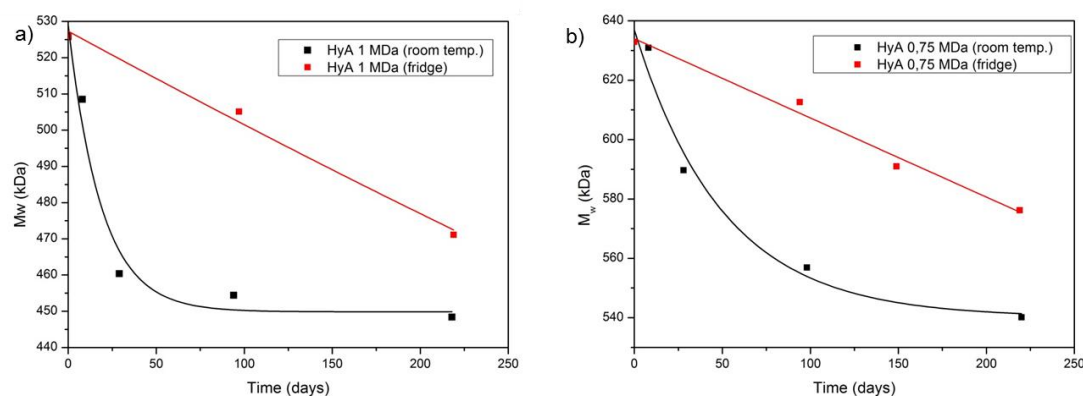 a)
HyA 1 MDa (room temp.)
HyA 1 MDa (fridge)
Mw (kDa)
530
520
510
500
490
480
470
460
450
440
0
50
100
150
200
250
Time (days)
b)
HyA 0,75 MDa (room temp.)
HyA 0,75 MDa (fridge)
Mw (kDa)
640
620
600
580
560
540
0
50
100
150
200
250
Time (days)